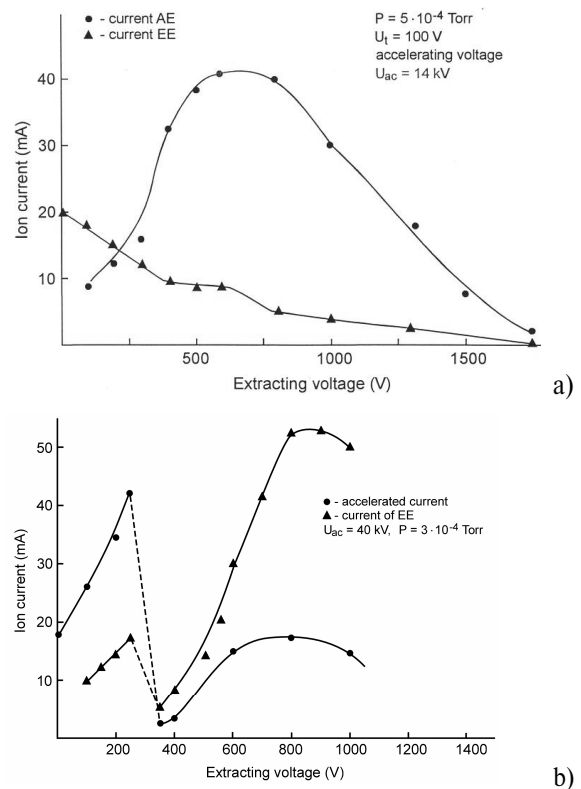 ● - current AE
▲ - current EE
P = 5·10⁻⁴ Torr
Uₜ = 100 V
accelerating voltage
U_ac = 14 kV
Ion current (mA)
40
30
20
10
500
1000
1500
Extracting voltage (V)
a)
● - accelerated current
▲ - current of EE
U_ac = 40 kV, P = 3·10⁻⁴ Torr
Ion current (mA)
50
40
30
20
10
200
400
600
800
1000
1200
1400
Extracting voltage (V)
b)